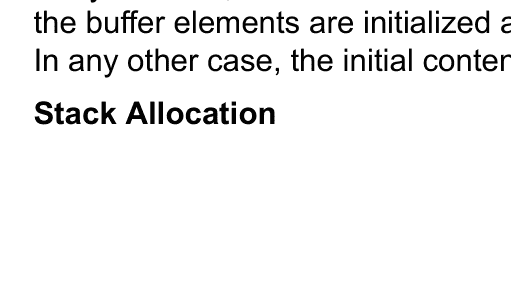 the buffer elements are initialized
In any other case, the initial
Stack Allocation